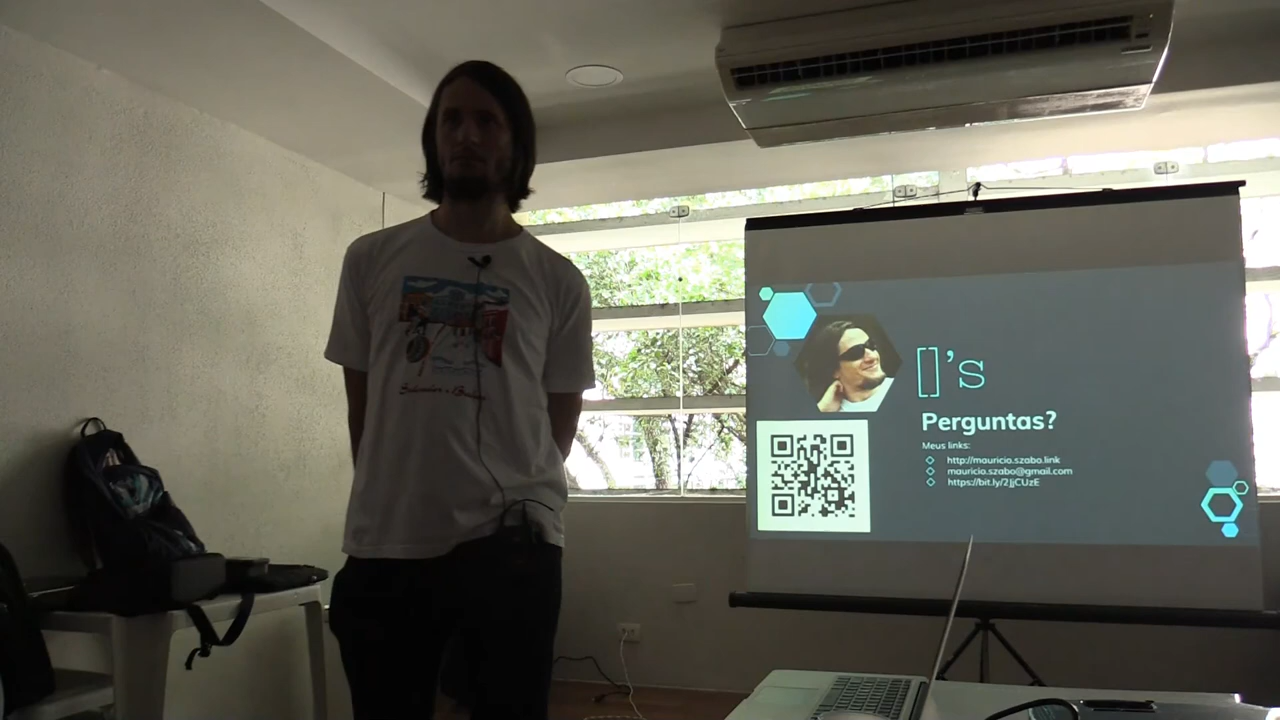 []'s
Perguntas?
Meus links:
http://mauricio.szabo.link
mauricio.szabo@gmail.com
https://bit.ly/2JjCUzE